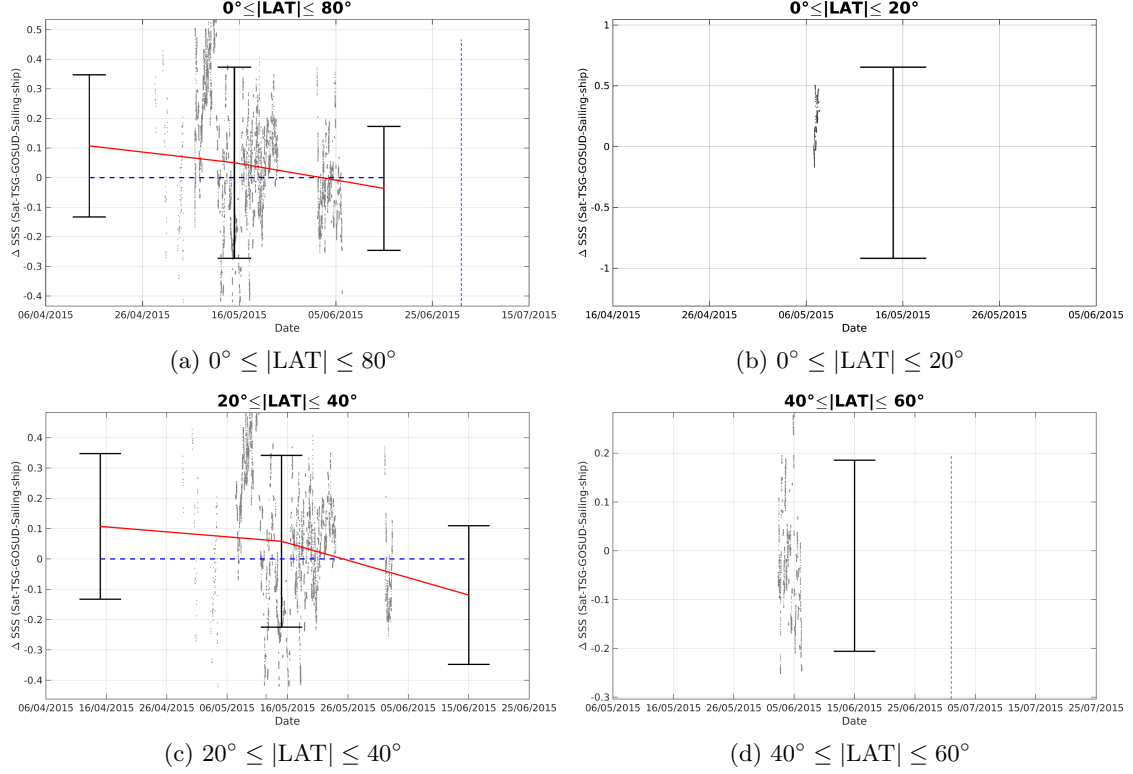 0°≤|LAT|≤ 80°
Δ SSS (Sat-TSG-GOSUD-Sailing-ship)
0.5
0.4
0.3
0.2
0.1
0
-0.1
-0.2
-0.3
-0.4
06/04/2015 26/04/2015 16/05/2015 05/06/2015 25/06/2015 15/07/2015
Date
(a) 0° ≤ |LAT| ≤ 80°
0°≤|LAT|≤ 20°
Δ SSS (Sat-TSG-GOSUD-Sailing-ship)
1
0.5
0
-0.5
-1
16/04/2015 26/04/2015 06/05/2015 16/05/2015 26/05/2015 05/06/2015
Date
(b) 0° ≤ |LAT| ≤ 20°
20°≤|LAT|≤ 40°
Δ SSS (Sat-TSG-GOSUD-Sailing-ship)
0.4
0.3
0.2
0.1
0
-0.1
-0.2
-0.3
-0.4
06/04/2015 16/04/2015 26/04/2015 06/05/2015 16/05/2015 26/05/2015 05/06/2015 15/06/2015 25/06/2015
Date
(c) 20° ≤ |LAT| ≤ 40°
40°≤|LAT|≤ 60°
Δ SSS (Sat-TSG-GOSUD-Sailing-ship)
0.2
0.1
0
-0.1
-0.2
-0.3
06/05/2015 16/05/2015 26/05/2015 05/06/2015 15/06/2015 25/06/2015 05/07/2015 15/07/2015 25/07/2015
Date
(d) 40° ≤ |LAT| ≤ 60°